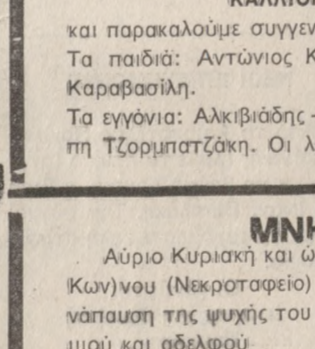 και παρακαλούμε συγγεν
Τα παιδιά: Αντώνιος Κ
Καραβασίλη.
Τα εγγόνια: Αλκιβιάδης -
πη Τζορμπατζάκη. Οι λ
ΜΝΗ
Αύριο Κυριακή και ώ
Κων)νου (Νεκροταφείο)
νάπαυση της ψυχής του
μιού και αδελφού